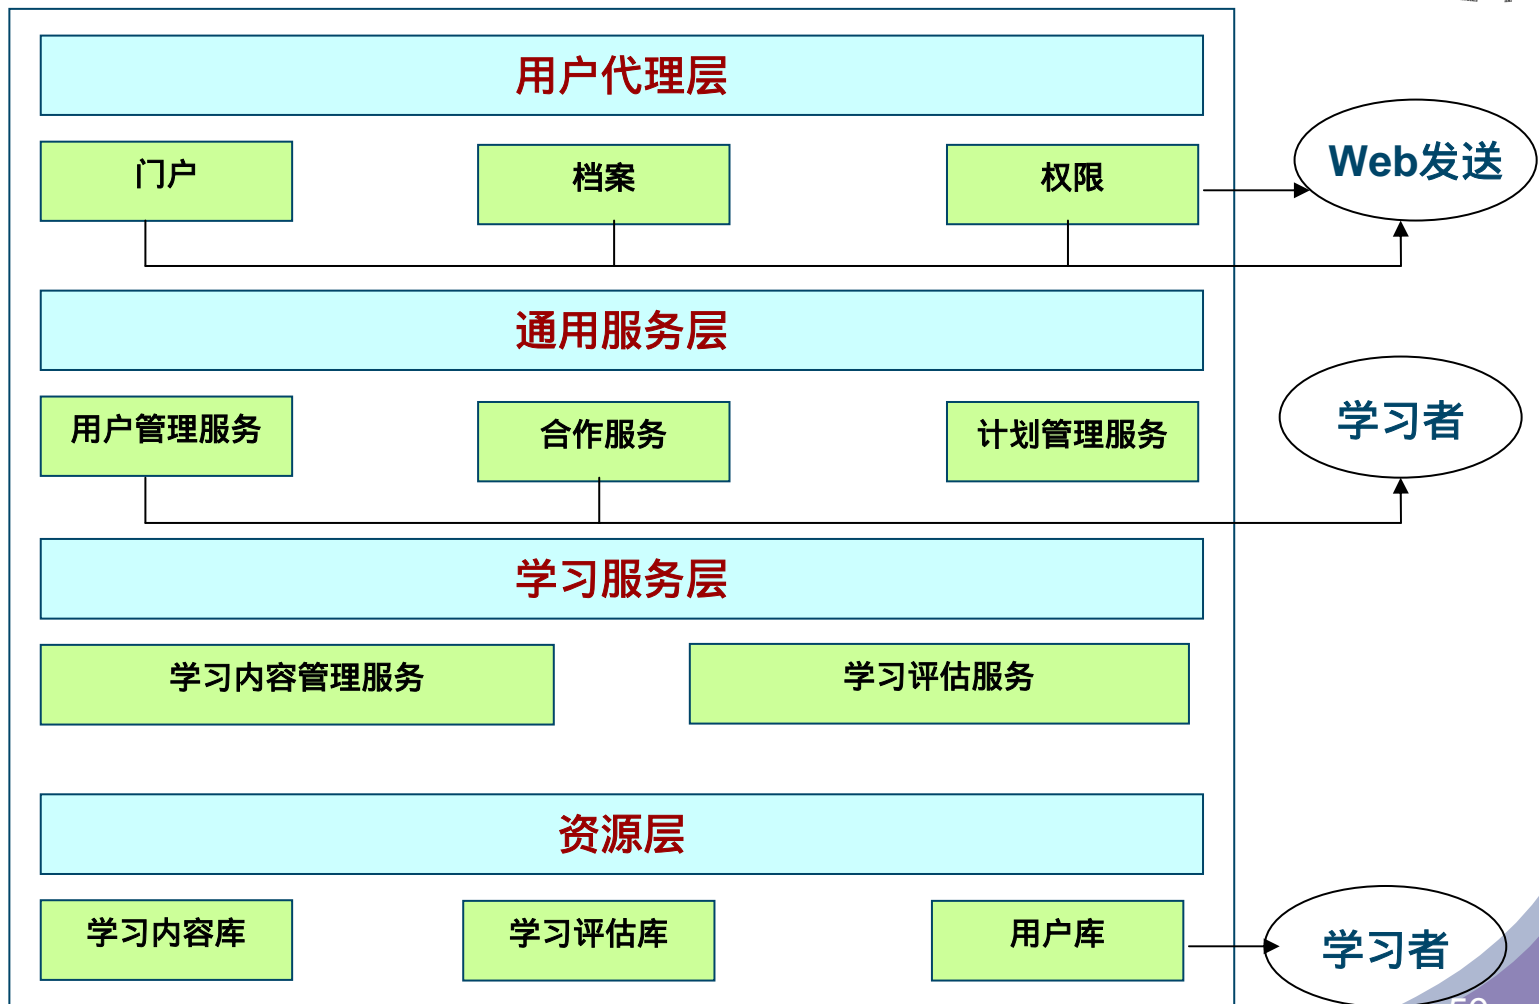 用户代理层
门户
档案
权限
Web发送
通用服务层
用户管理服务
合作服务
计划管理服务
学习者
学习服务层
学习内容管理服务
学习评估服务
资源层
学习内容库
学习评估库
用户库
学习者